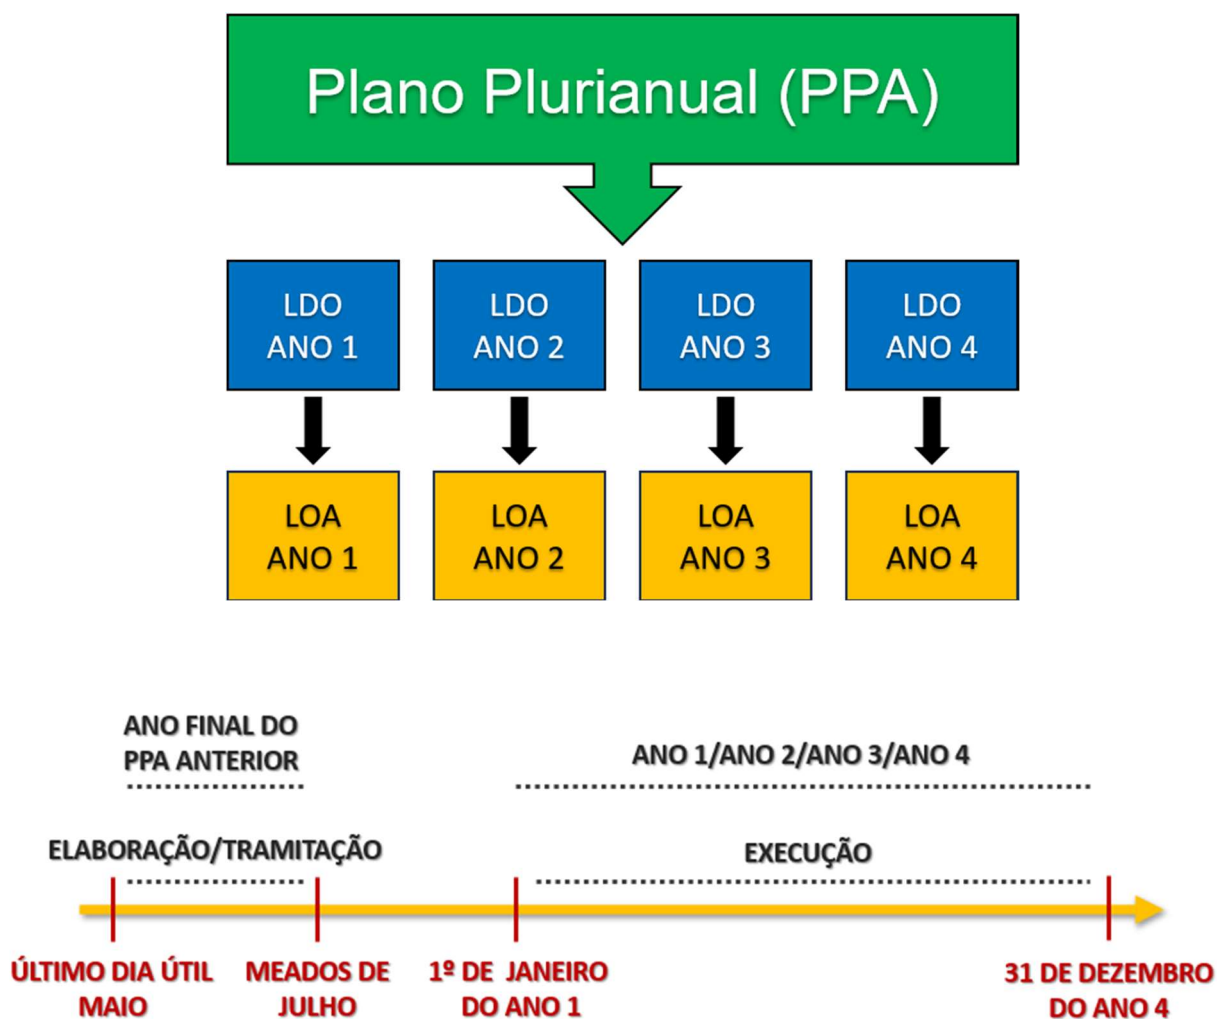 Plano Plurianual (PPA)
LDO
ANO 1
LDO
ANO 2
LDO
ANO 3
LDO
ANO 4
LOA
ANO 1
LOA
ANO 2
LOA
ANO 3
LOA
ANO 4
ANO FINAL DO
PPA ANTERIOR
ANO 1/ANO 2/ANO 3/ANO 4
ELABORAÇÃO/TRAMITAÇÃO
EXECUÇÃO
ÚLTIMO DIA ÚTIL
MAIO
MEADOS DE
JULHO
1º DE JANEIRO
DO ANO 1
31 DE DEZEMBRO
DO ANO 4